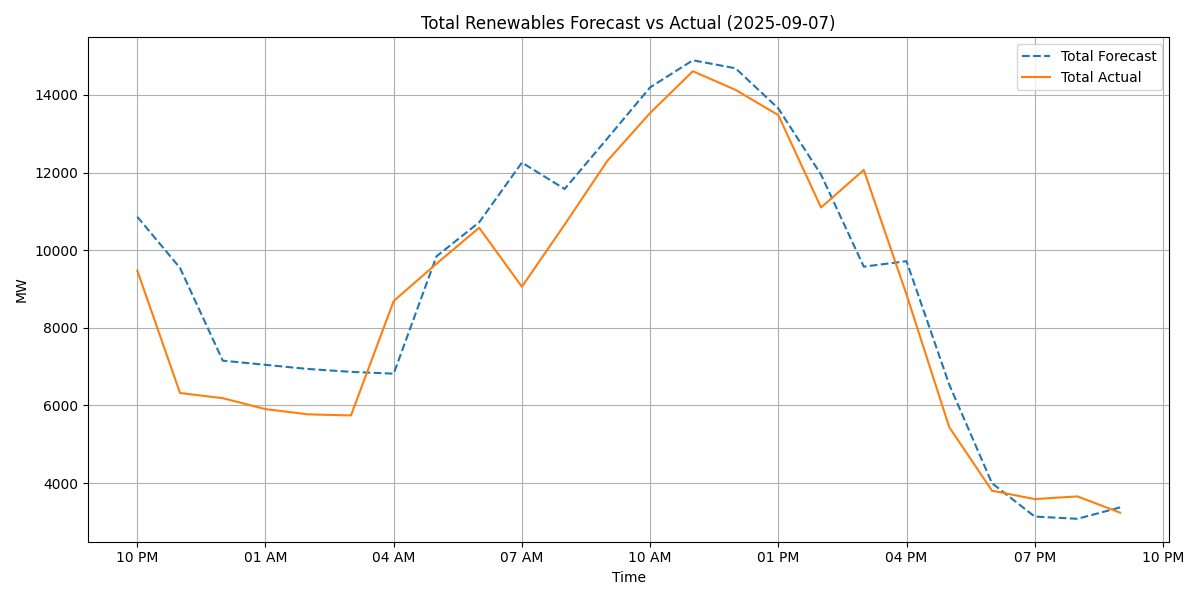 Total Renewables Forecast vs Actual (2025-09-07)
Total Forecast
Total Actual
14000
12000
10000
8000
6000
4000
MW
10 PM 01 AM 04 AM 07 AM 10 AM 01 PM 04 PM 07 PM 10 PM
Time